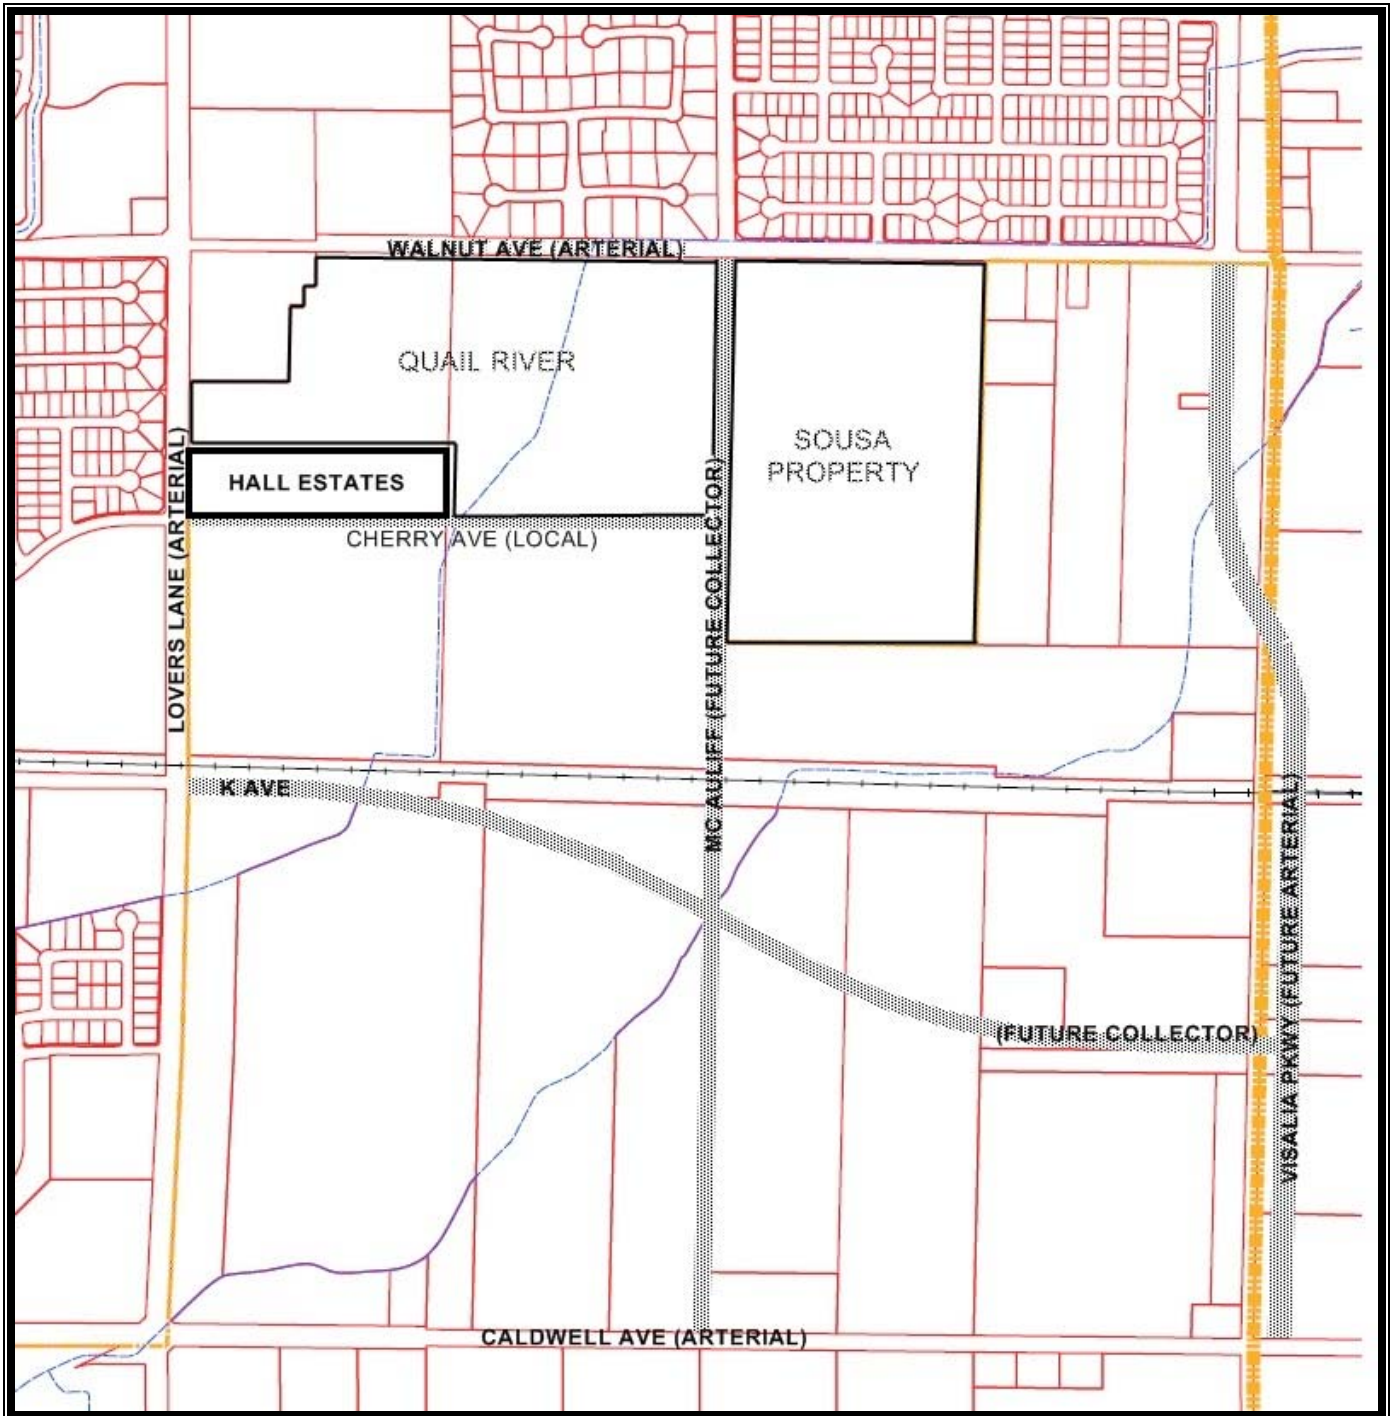 WALNUT AVE (ARTERIAL)
QUAIL RIVER
SOUSA
PROPERTY
HALL ESTATES
CHERRY AVE (LOCAL)
LOVERS LANE (ARTERIAL)
MC AULIFF (FUTURE COLLECTOR)
K AVE
(FUTURE COLLECTOR)
VISALIA PKWY (FUTURE ARTERIAL)
CALDWELL AVE (ARTERIAL)